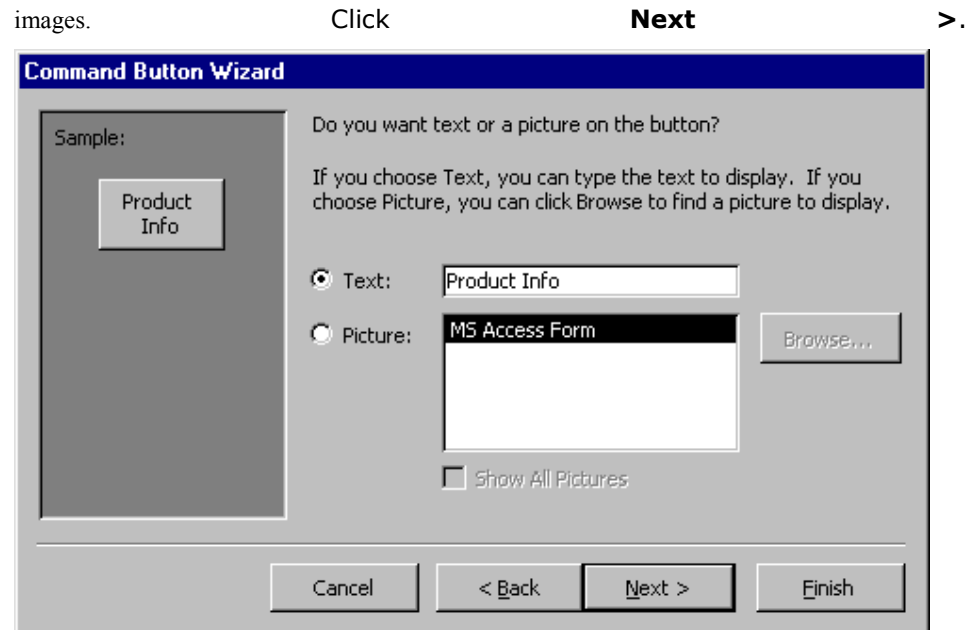 images. Click Next >.
Command Button Wizard
Sample:
Product
Info
Do you want text or a picture on the button?
If you choose Text, you can type the text to display. If you
choose Picture, you can click Browse to find a picture to display.
Text: Product Info
Picture: MS Access Form
Browse...
Show All Pictures
Cancel < Back Next > Finish